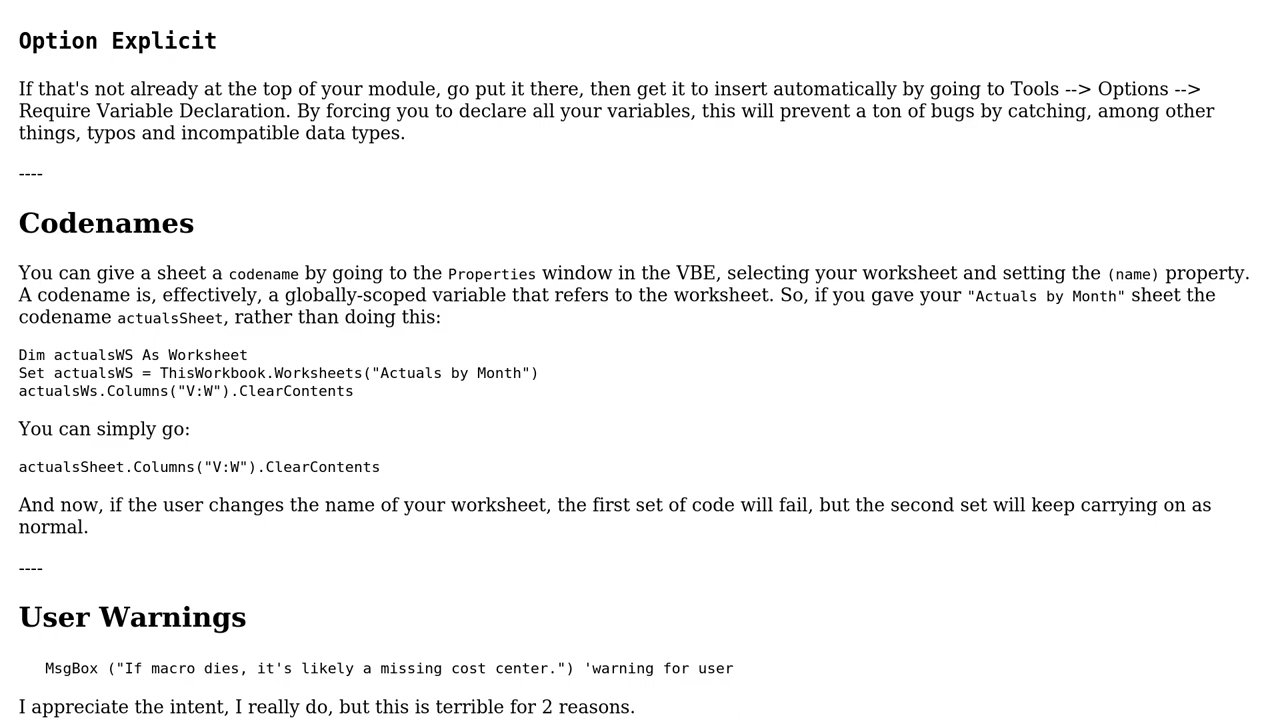 Option Explicit
If that's not already at the top of your module, go put it there, then get it to insert automatically by going to Tools --> Options -->
Require Variable Declaration. By forcing you to declare all your variables, this will prevent a ton of bugs by catching, among other
things, typos and incompatible data types.
----
Codenames
You can give a sheet a codename by going to the Properties window in the VBE, selecting your worksheet and setting the (name) property.
A codename is, effectively, a globally-scoped variable that refers to the worksheet. So, if you gave your "Actuals by Month" sheet the
codename actualsSheet, rather than doing this:
Dim actualsWS As Worksheet
Set actualsWS = ThisWorkbook.Worksheets("Actuals by Month")
actualsWs.Columns("V:W").ClearContents
You can simply go:
actualsSheet.Columns("V:W").ClearContents
And now, if the user changes the name of your worksheet, the first set of code will fail, but the second set will keep carrying on as
normal.
----
User Warnings
MsgBox ("If macro dies, it's likely a missing cost center.") 'warning for user
I appreciate the intent, I really do, but this is terrible for 2 reasons.